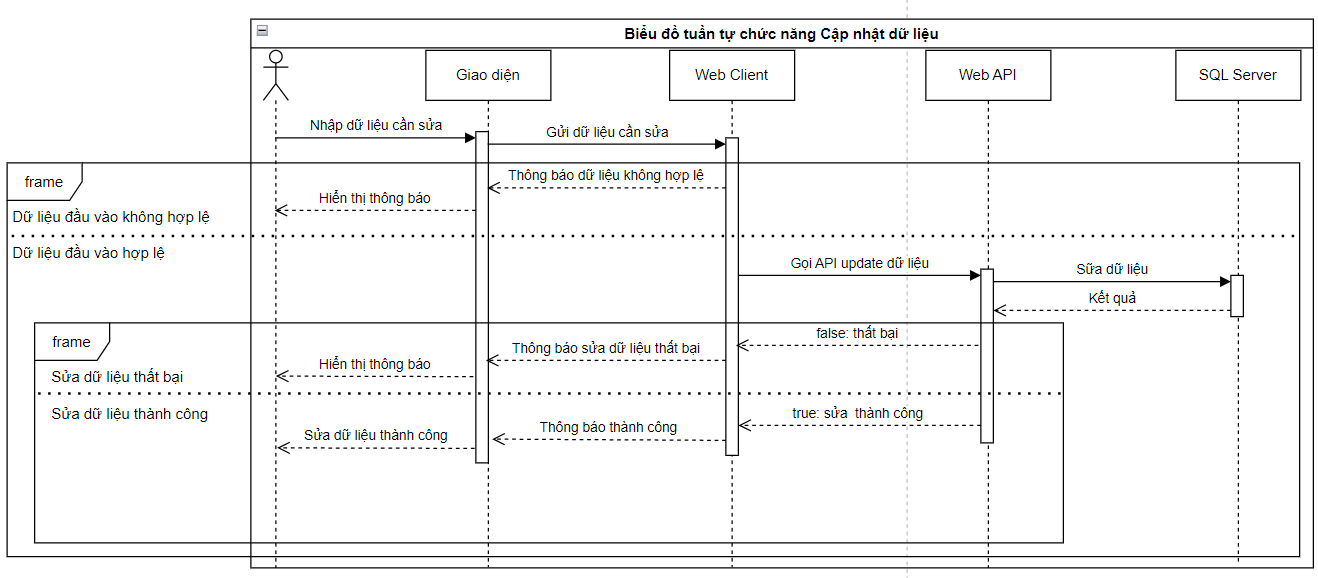 Biểu đồ tuần tự chức năng Cập nhật dữ liệu
Giao diện
Web Client
Web API
SQL Server
Nhập dữ liệu cần sửa
Gửi dữ liệu cần sửa
frame
Thông báo dữ liệu không hợp lệ
Hiển thị thông báo
Dữ liệu đầu vào không hợp lệ
Dữ liệu đầu vào hợp lệ
Gọi API update dữ liệu
Sữa dữ liệu
Kết quả
frame
false: thất bại
Thông báo sửa dữ liệu thất bại
Hiển thị thông báo
Sửa dữ liệu thất bại
Sửa dữ liệu thành công
true: sửa  thành công
Thông báo thành công
Sửa dữ liệu thành công